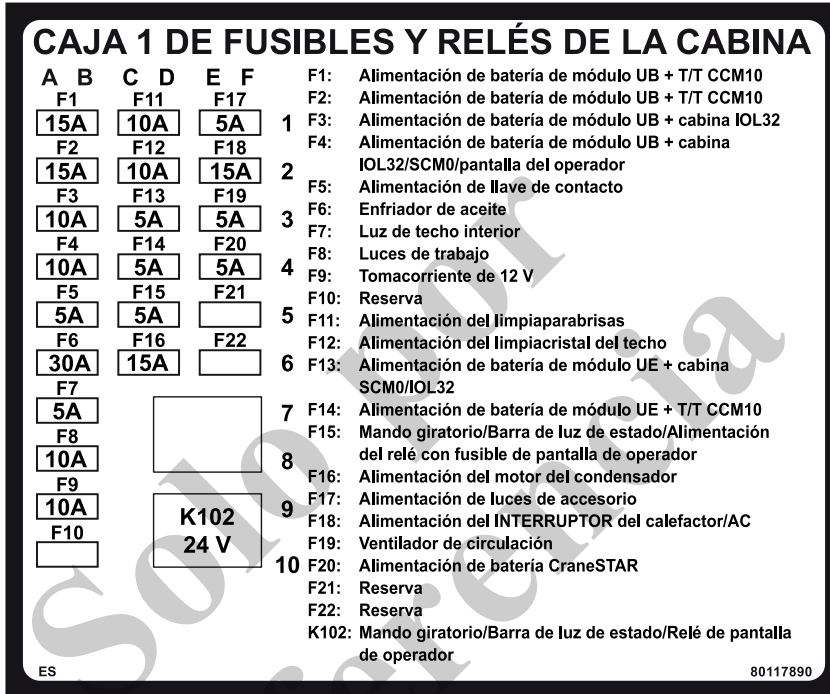 CAJA 1 DE FUSIBLES Y RELÉS DE LA CABINA
A B C D E F
F1 F11 F17
15A 10A 5A 1
F2 F12 F18
15A 10A 15A 2
F3 F13 F19
10A 5A 5A 3
F4 F14 F20
10A 5A 5A 4
F5 F15 F21
5A 5A 5
F6 F16 F22
30A 15A 6
F7
5A 7
F8
10A 8
F9
10A 9
F10
10
K102
24 V
F1: Alimentación de batería de módulo UB + T/T CCM10
F2: Alimentación de batería de módulo UB + T/T CCM10
F3: Alimentación de batería de módulo UB + cabina IOL32
F4: Alimentación de batería de módulo UB + cabina
IOL32/SCM0/pantalla del operador
F5: Alimentación de llave de contacto
F6: Enfriador de aceite
F7: Luz de techo interior
F8: Luces de trabajo
F9: Tomacorriente de 12 V
F10: Reserva
F11: Alimentación del limpiaparabrisas
F12: Alimentación del limpiacristal del techo
F13: Alimentación de batería de módulo UE + cabina
SCM0/IOL32
F14: Alimentación de batería de módulo UE + T/T CCM10
F15: Mando giratorio/Barra de luz de estado/Alimentación
del relé con fusible de pantalla de operador
F16: Alimentación del motor del condensador
F17: Alimentación de luces de accesorio
F18: Alimentación del INTERRUPTOR del calefactor/AC
F19: Ventilador de circulación
F20: Alimentación de batería CraneSTAR
F21: Reserva
F22: Reserva
K102: Mando giratorio/Barra de luz de estado/Relé de pantalla
de operador
ES
80117890
Solo por
referencia